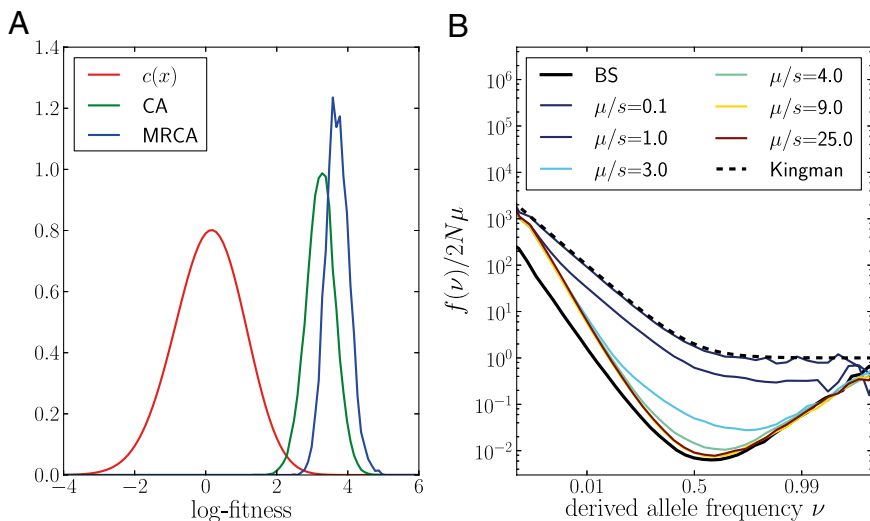 A
1.4
1.2
1.0
0.8
0.6
0.4
0.2
0.0
−4
−2
0
2
4
6
log-fitness
c(x)
CA
MRCA
B
f(ν)/2Nμ
10^6
10^5
10^4
10^3
10^2
10^1
10^0
10^−1
10^−2
0.01
0.5
0.99
derived allele frequency ν
BS
μ/s=0.1
μ/s=1.0
μ/s=3.0
μ/s=4.0
μ/s=9.0
μ/s=25.0
Kingman